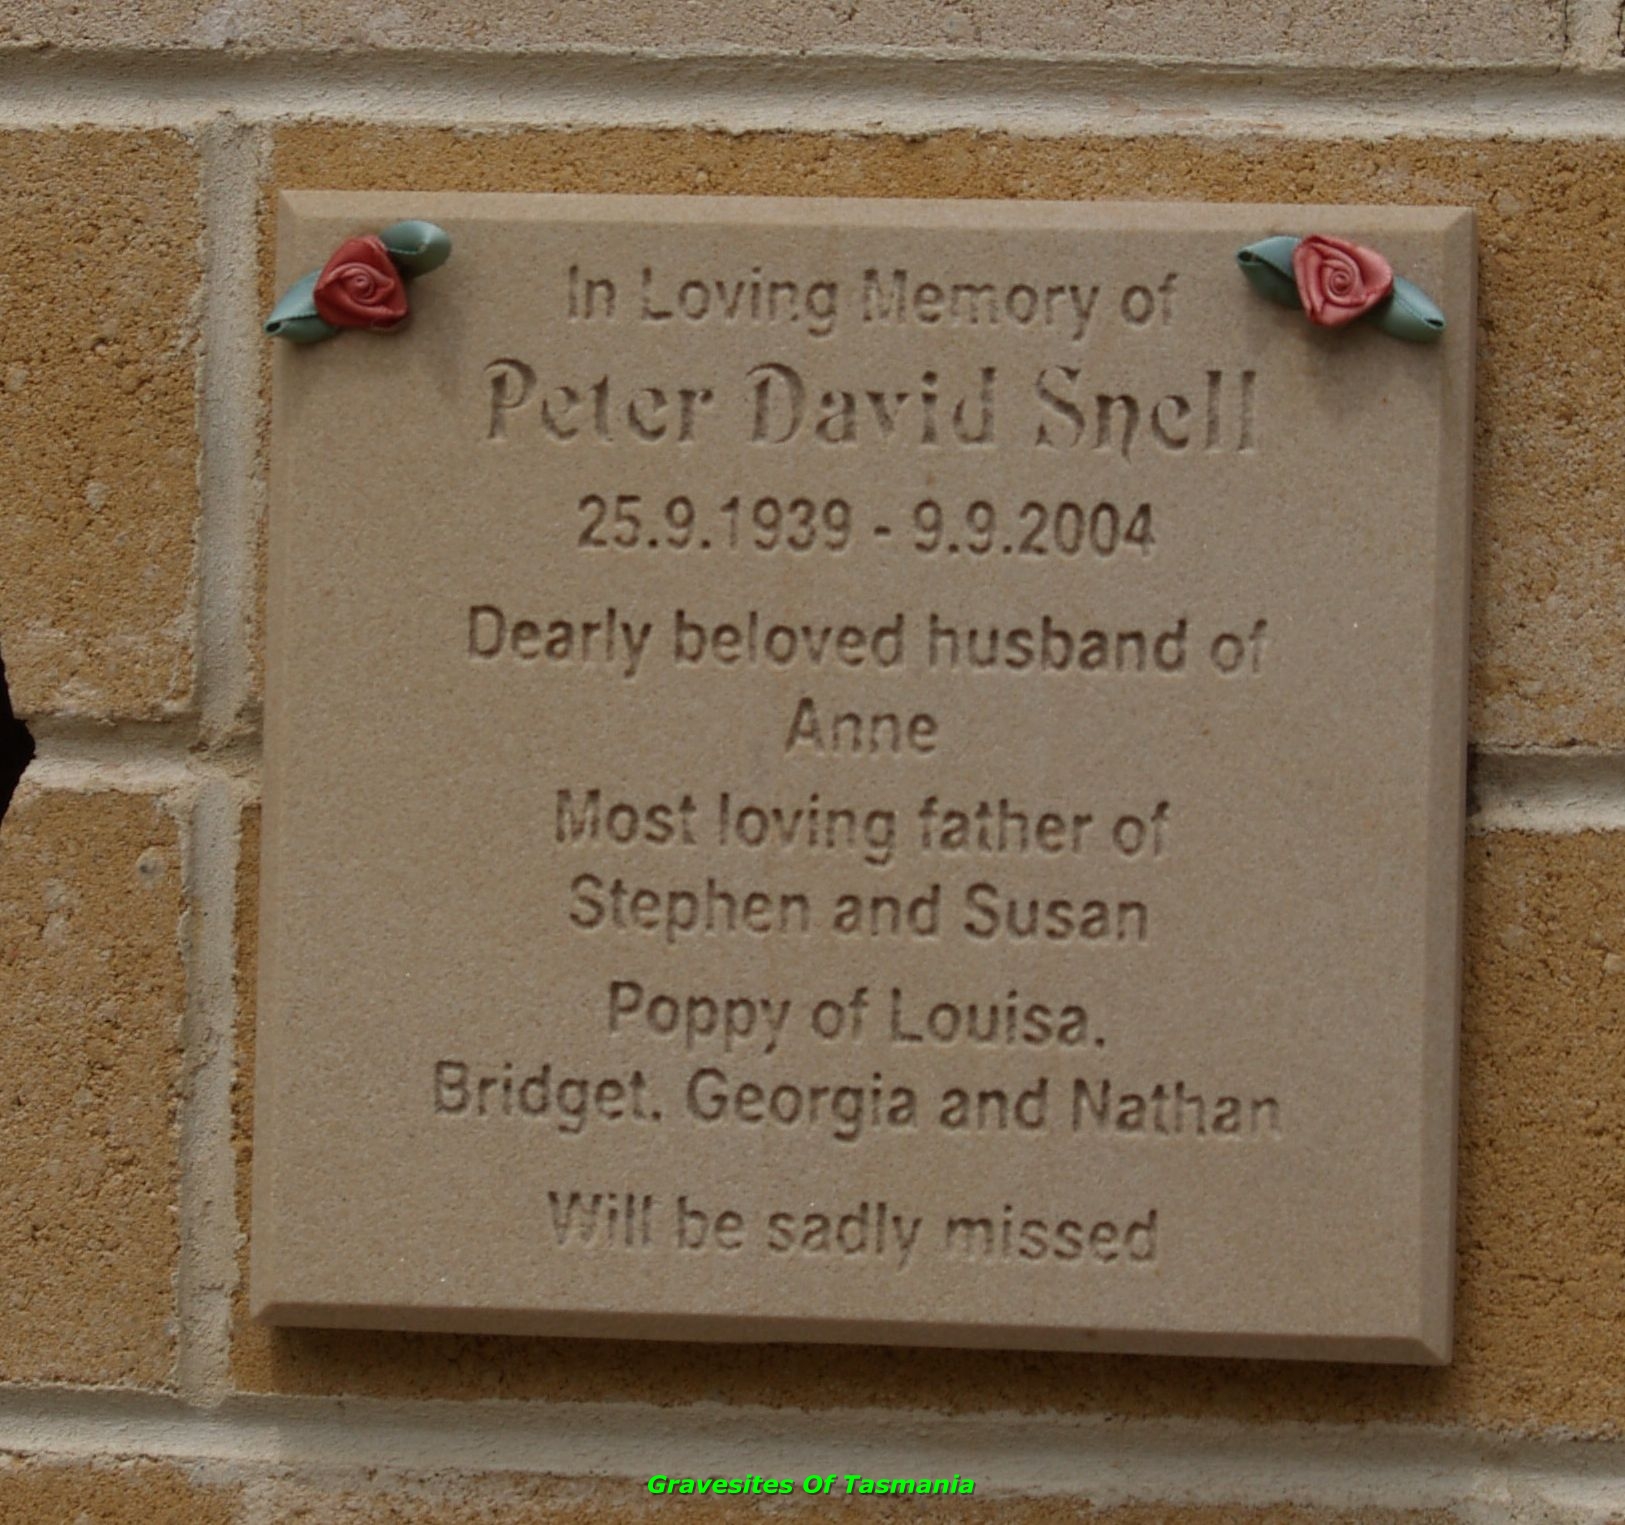 In Loving Memory of
Peter David Snell
25.9.1939 - 9.9.2004
Dearly beloved husband of
Anne
Most loving father of
Stephen and Susan
Poppy of Louisa,
Bridget, Georgia and Nathan
Will be sadly missed
Gravesites Of Tasmania